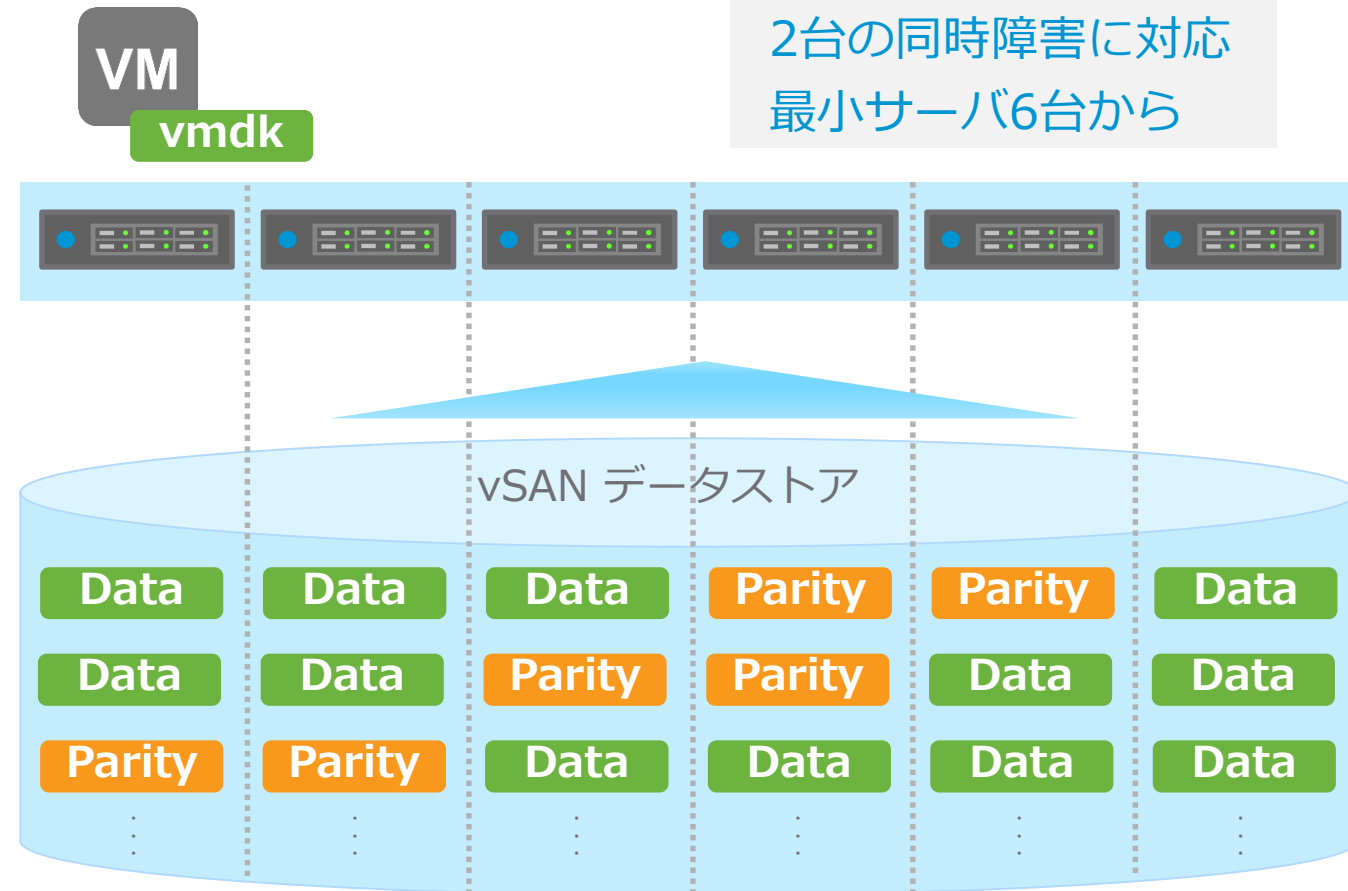 VM
vmdk
2台の同時障害に対応
最小サーバ6台から
vSAN データストア
Data Data Data Parity Parity Data
Data Data Parity Parity Data Data
Parity Parity Data Data Data Data